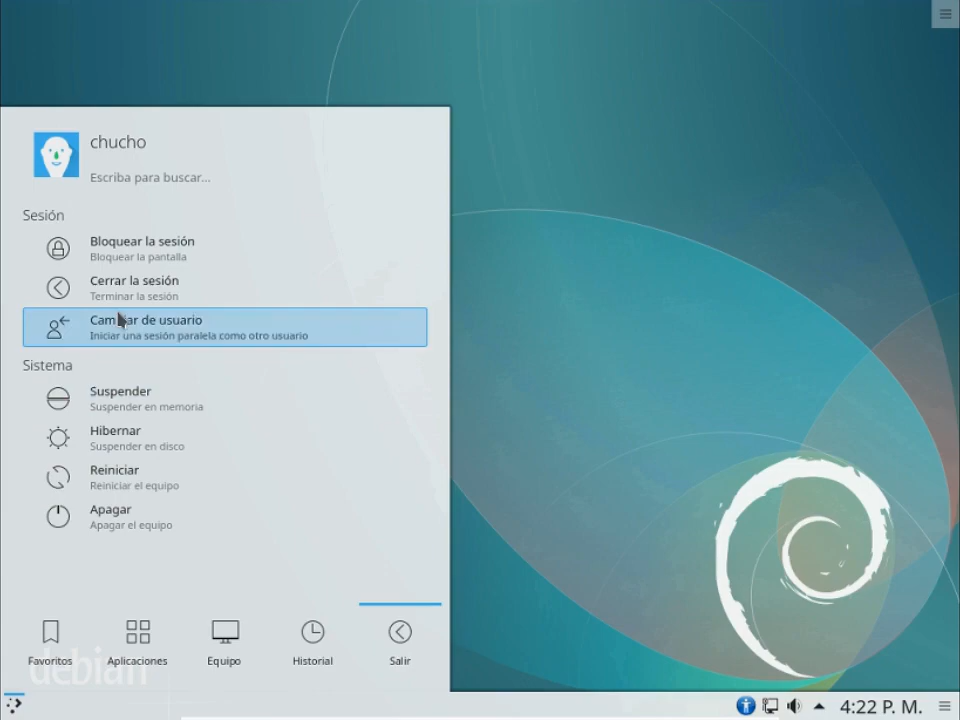 chucho
Escriba para buscar...
Sesión
Bloquear la sesión
Bloquear la pantalla
Cerrar la sesión
Terminar la sesión
Cambiar de usuario
Iniciar una sesión paralela como otro usuario
Sistema
Suspender
Suspender en memoria
Hibernar
Suspender en disco
Reiniciar
Reiniciar el equipo
Apagar
Apagar el equipo
Favoritos Aplicaciones Equipo Historial Salir
debian
4:22 P. M.